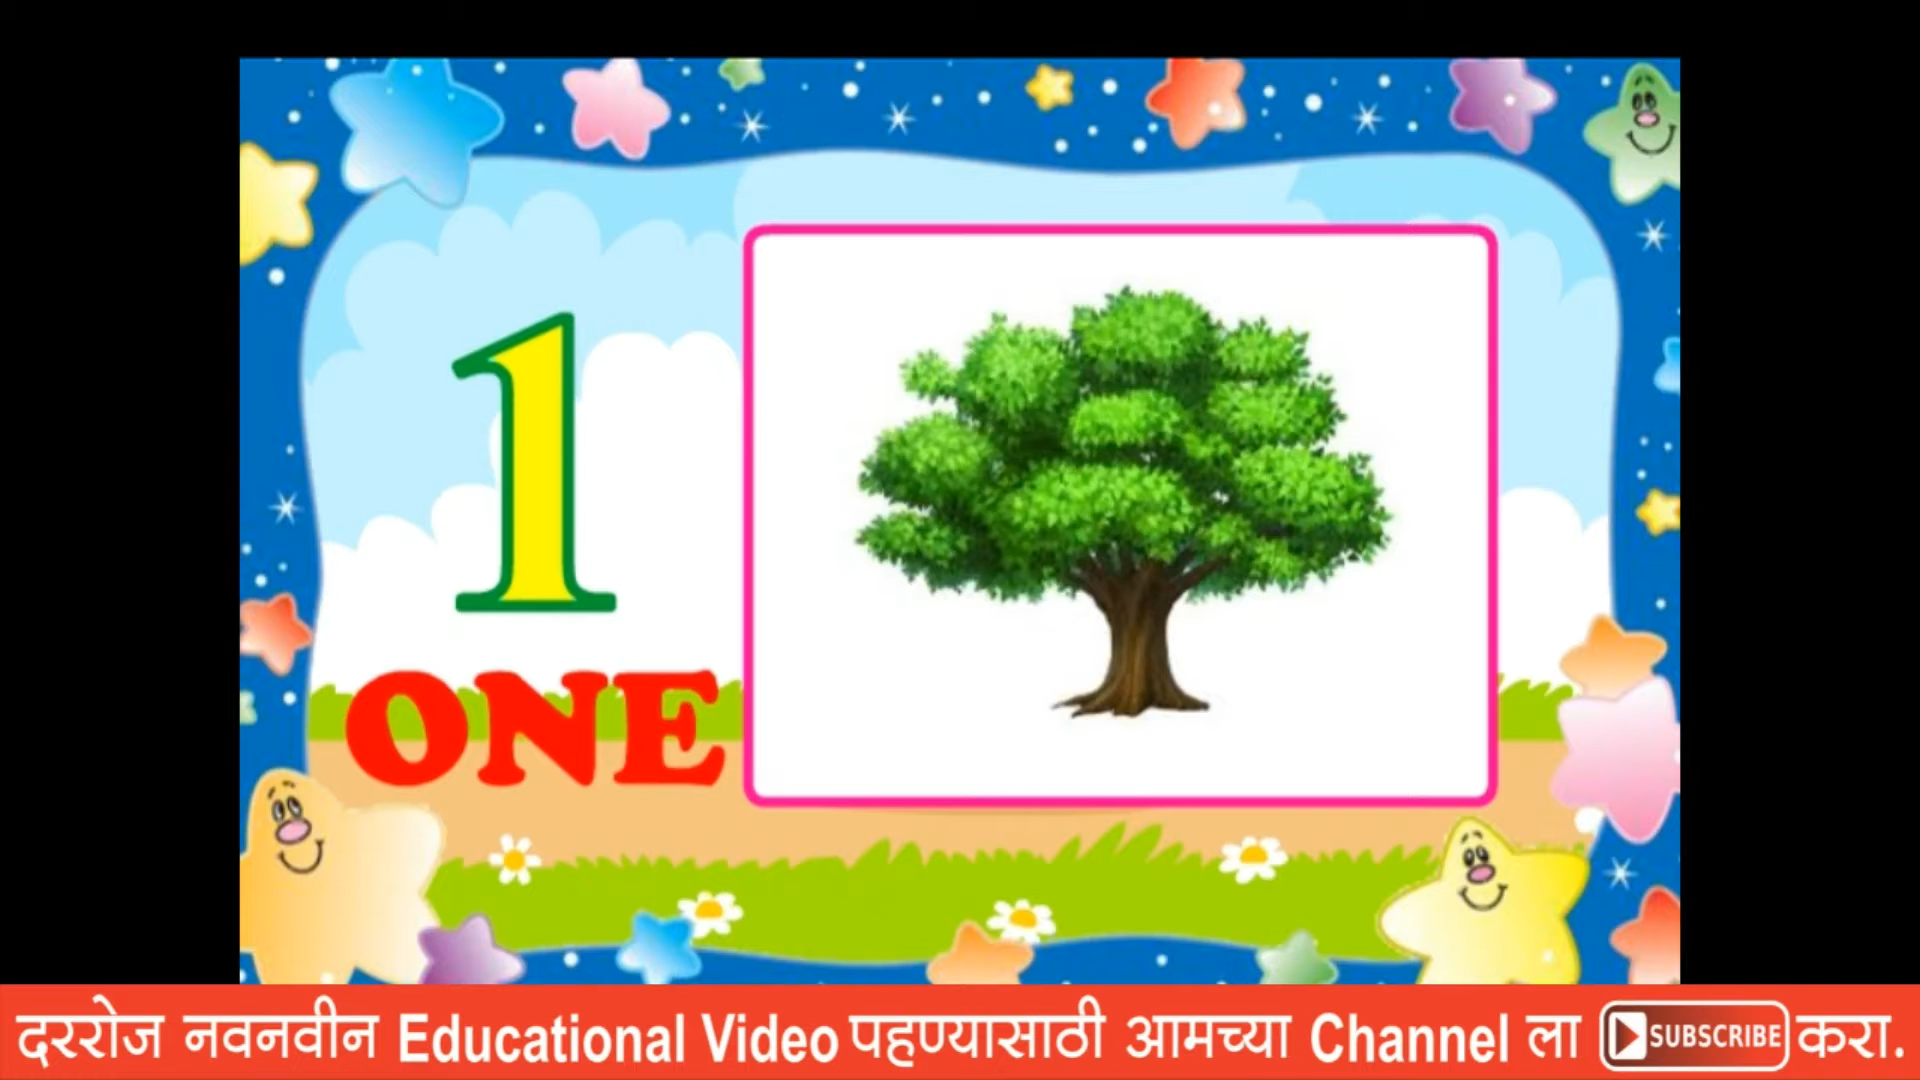 1
ONE
दररोज नवनवीन Educational Video पहण्यासाठी आमच्या Channel ला SUBSCRIBE करा.